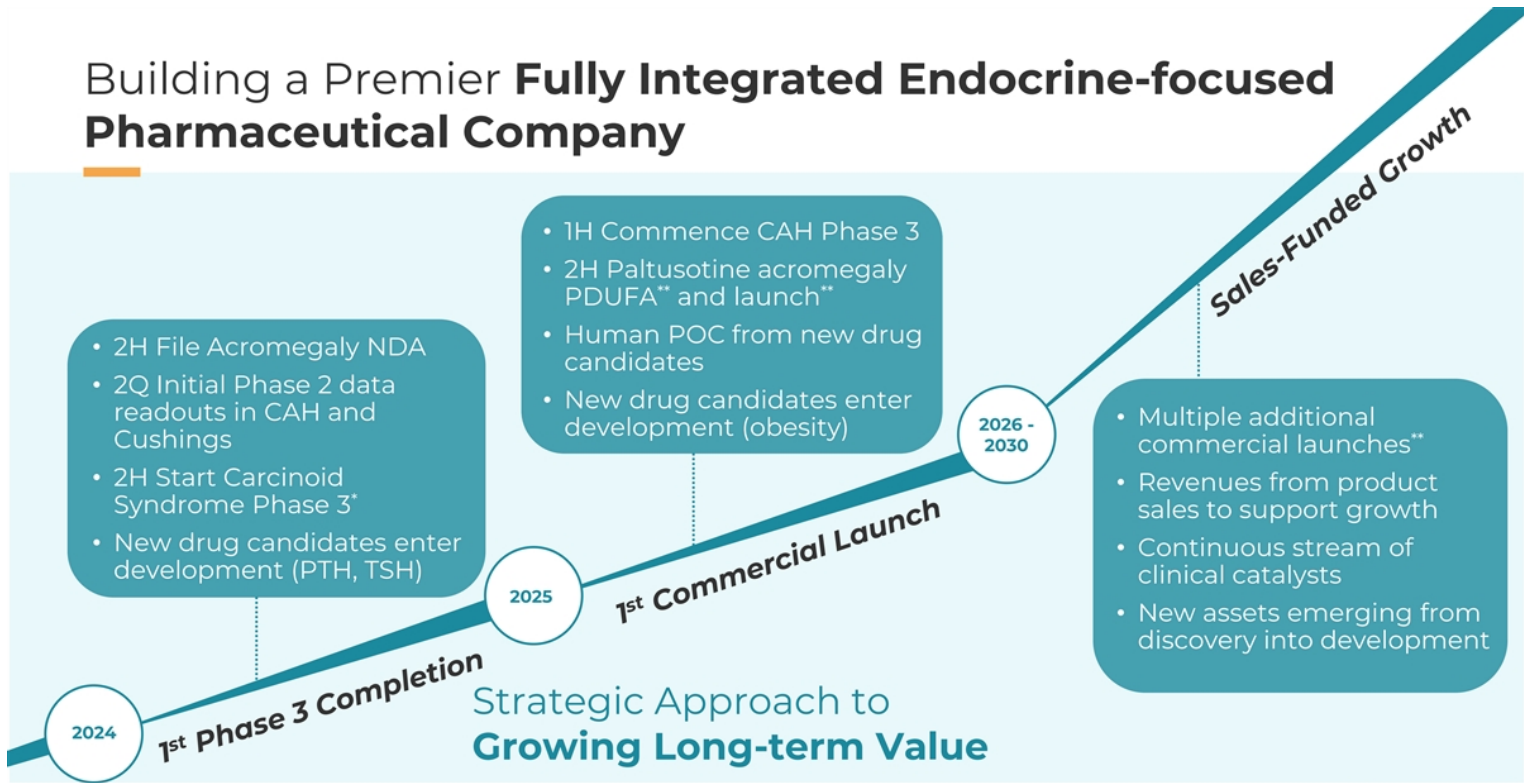 Building a Premier Fully Integrated Endocrine-focused
Pharmaceutical Company
2024
1st Phase 3 Completion
• 2H File Acromegaly NDA
• 2Q Initial Phase 2 data
readouts in CAH and
Cushings
• 2H Start Carcinoid
Syndrome Phase 3*
• New drug candidates enter
development (PTH, TSH)
2025
1st Commercial Launch
• 1H Commence CAH Phase 3
• 2H Paltusotine acromegaly
PDUFA** and launch**
• Human POC from new drug
candidates
• New drug candidates enter
development (obesity)
2026 -
2030
Sales-Funded Growth
• Multiple additional
commercial launches**
• Revenues from product
sales to support growth
• Continuous stream of
clinical catalysts
• New assets emerging from
discovery into development
Strategic Approach to
Growing Long-term Value